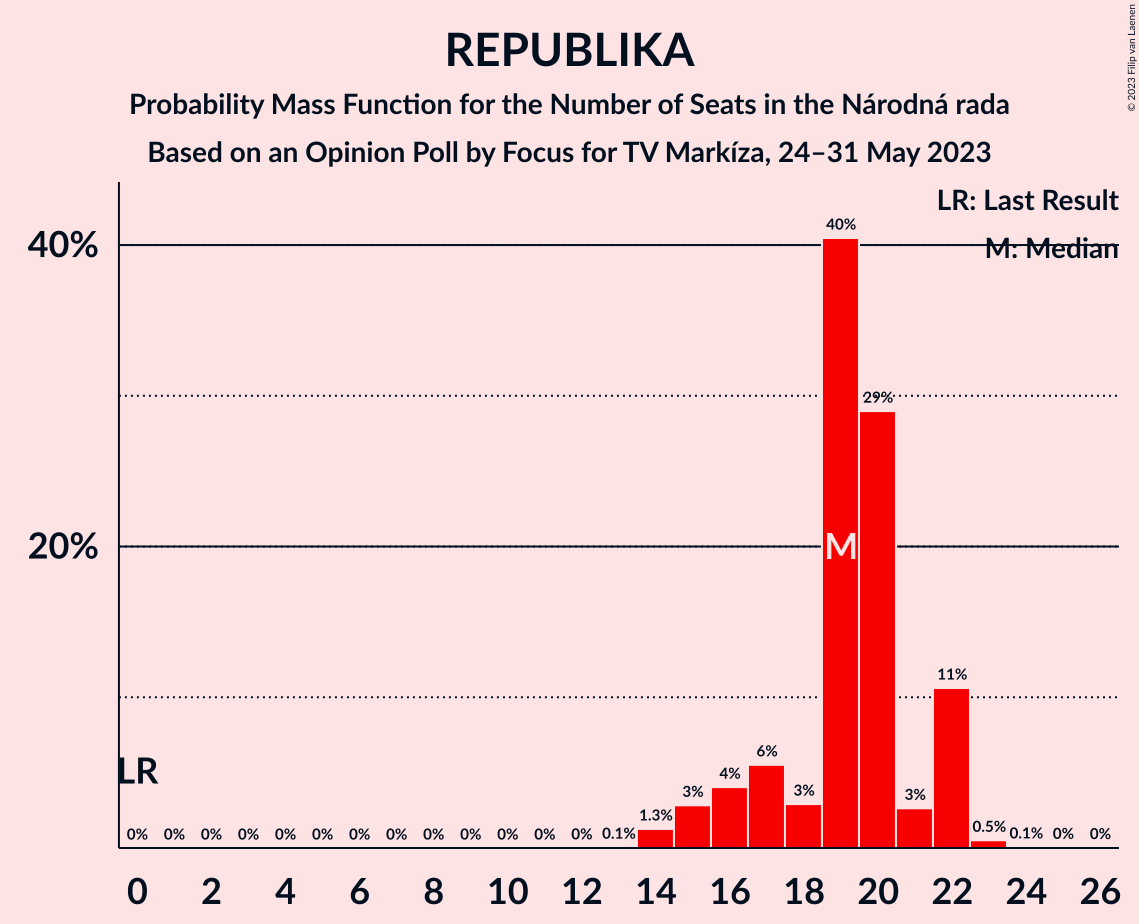 REPUBLIKA
Probability Mass Function for the Number of Seats in the Národná rada
Based on an Opinion Poll by Focus for TV Markíza, 24–31 May 2023
© 2023 Filip van Laenen
LR: Last Result
M: Median
40%
20%
40%
29%
M
11%
LR
0% 0% 0% 0% 0% 0% 0% 0% 0% 0% 0% 0% 0% 0.1% 1.3% 3% 4% 6% 3% 3% 0.5% 0.1% 0% 0%
0 2 4 6 8 10 12 14 16 18 20 22 24 26